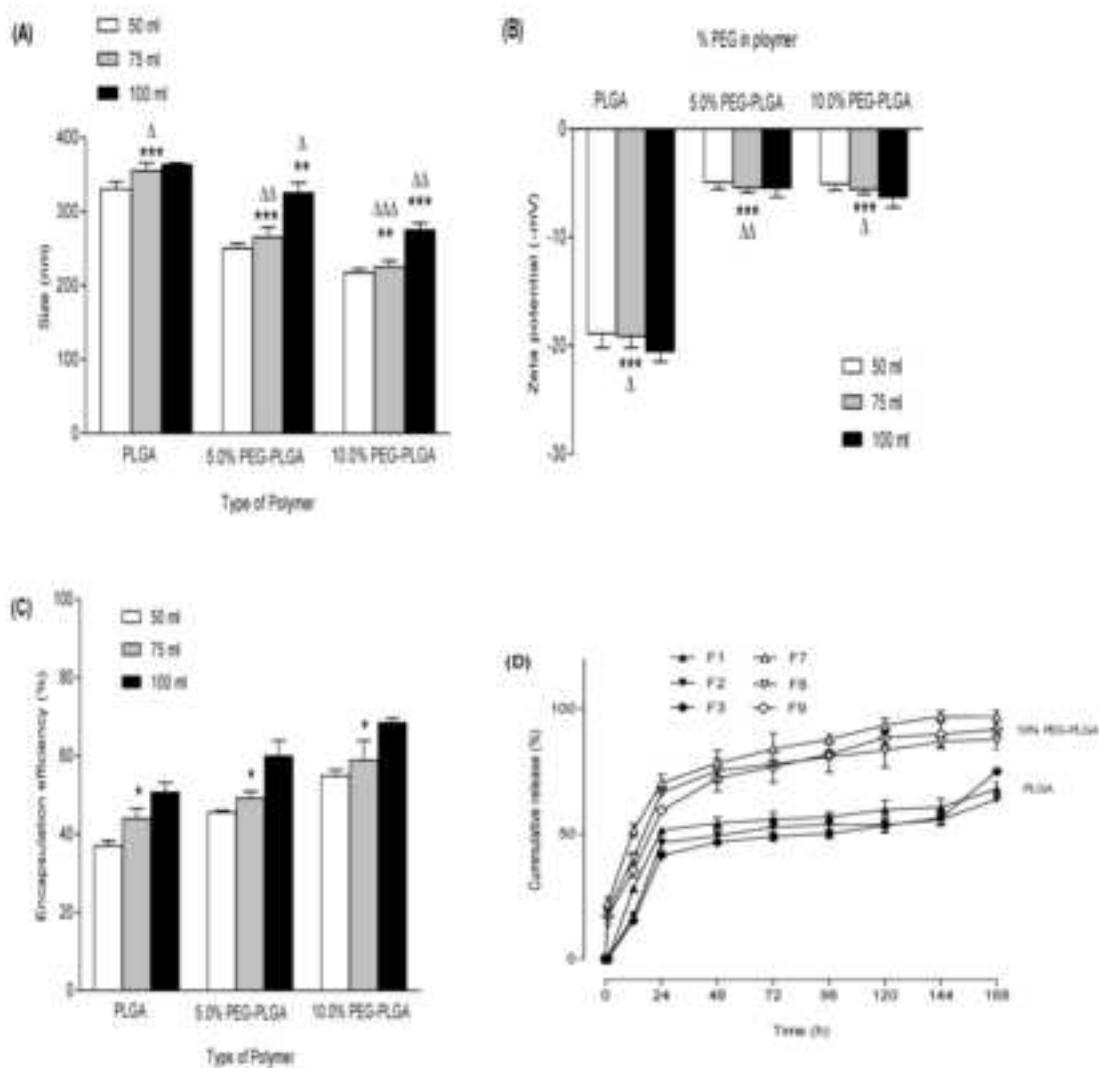 (A)
50 ml
75 ml
100 ml
Δ
***
ΔΔ
***
Δ
**
ΔΔΔ
**
ΔΔ
***
400
300
200
100
0
Size (nm)
PLGA
5.0% PEG-PLGA
10.0% PEG-PLGA
Type of Polymer
(B)
% PEG in ploymer
PLGA
5.0% PEG-PLGA
10.0% PEG-PLGA
-0
-10
-20
-30
Zeta potential (-mV)
***
Δ
***
ΔΔ
***
Δ
50 ml
75 ml
100 ml
(C)
50 ml
75 ml
100 ml
100
80
60
40
20
0
Encapsulation efficiency (%)
*
*
*
PLGA
5.0% PEG-PLGA
10.0% PEG-PLGA
Type of Polymer
(D)
F1
F2
F3
F7
F8
F9
100
50
0
Cummulative release (%)
10% PEG-PLGA
PLGA
0 24 48 72 96 120 144 168
Time (h)